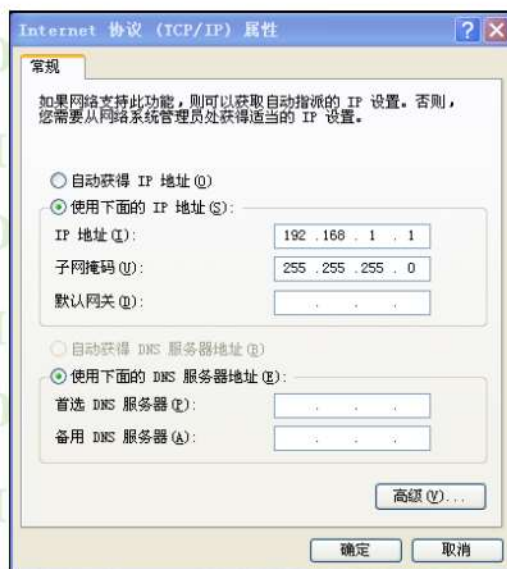 Internet 协议 (TCP/IP) 属性
常规
如果网络支持此功能,则可以获取自动指派的 IP 设置。否则,
您需要从网络系统管理员处获得适当的 IP 设置。
自动获得 IP 地址(O)
使用下面的 IP 地址(S):
IP 地址(I): 192 .168 . 1 . 1
子网掩码(U): 255 .255 .255 . 0
默认网关(D): . . .
自动获得 DNS 服务器地址(B)
使用下面的 DNS 服务器地址(E):
首选 DNS 服务器(P): . . .
备用 DNS 服务器(A): . . .
高级(V)...
确定 取消